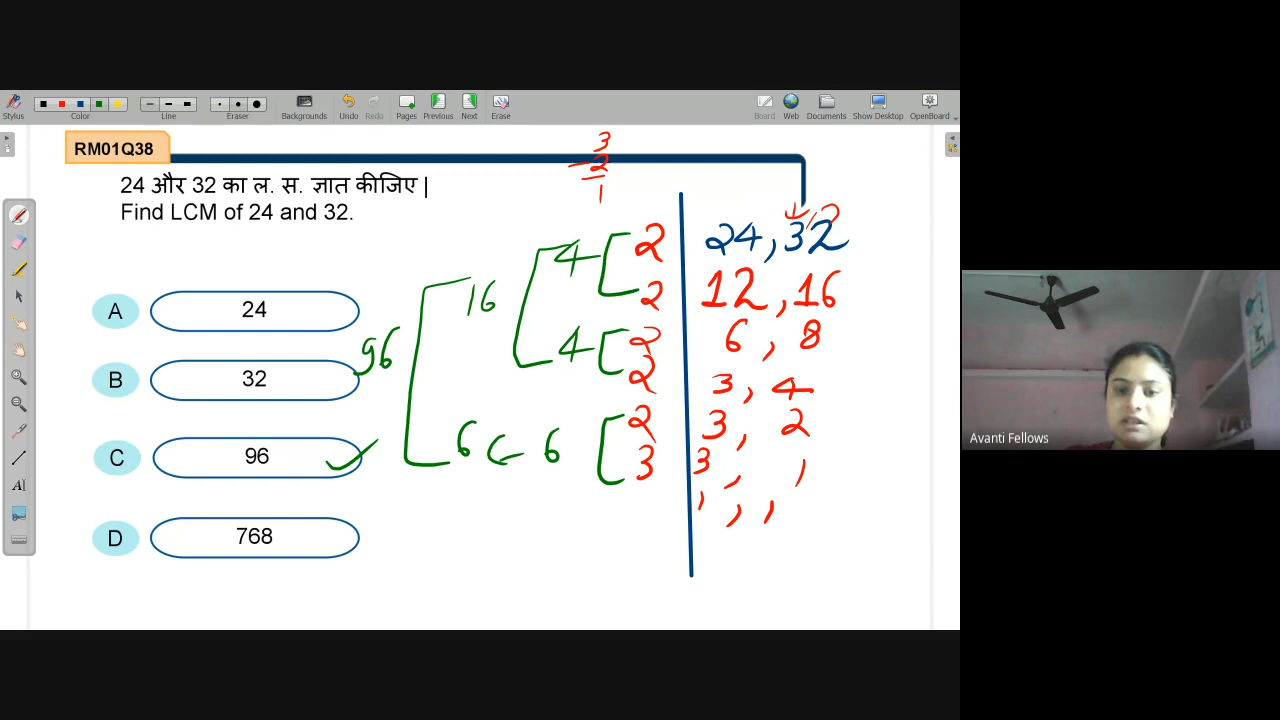 Stylus
Color
Line
Eraser
Backgrounds
Undo
Redo
Pages
Previous
Next
Erase
Board
Web
Documents
Show Desktop
OpenBoard
RM01Q38
24 और 32 का ल. स. ज्ञात कीजिए |
Find LCM of 24 and 32.
A 24
B 32
C 96
D 768
3
-2
1
2 24, 32
2 12, 16
2 6, 8
2 3, 4
2 3, 2
3 3, 1
1, 1
4
4
6
16
6
96
Avanti Fellows